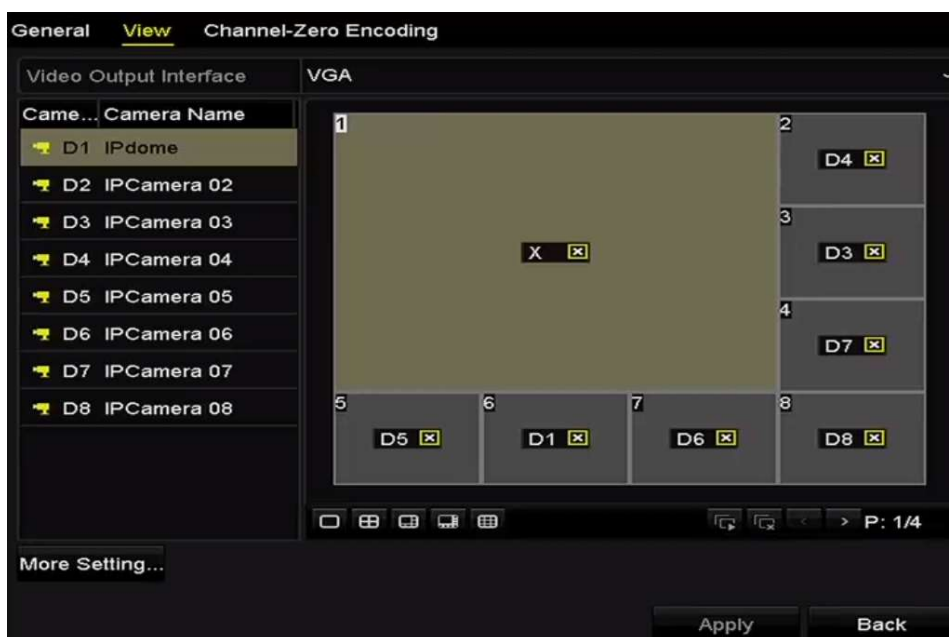 General View Channel-Zero Encoding
Video Output Interface VGA
Came... Camera Name
D1 IPdome
D2 IPCamera 02
D3 IPCamera 03
D4 IPCamera 04
D5 IPCamera 05
D6 IPCamera 06
D7 IPCamera 07
D8 IPCamera 08
1
X
2
D4
3
D3
4
D7
5
D5
6
D1
7
D6
8
D8
P: 1/4
More Setting...
Apply Back